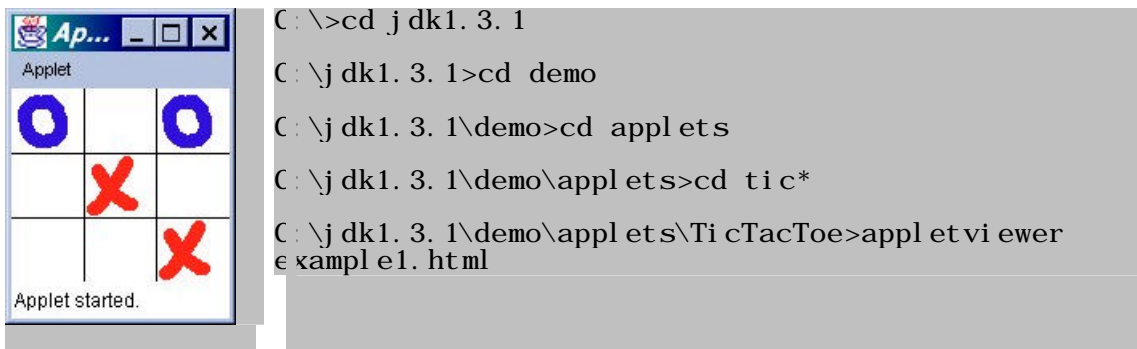 Ap...
Applet
O O
X
X
Applet started.
C:\>cd jdk1.3.1
C:\jdk1.3.1>cd demo
C:\jdk1.3.1\demo>cd applets
C:\jdk1.3.1\demo\applets>cd tic*
C:\jdk1.3.1\demo\applets\TicTacToe>appletviewer
example1.html